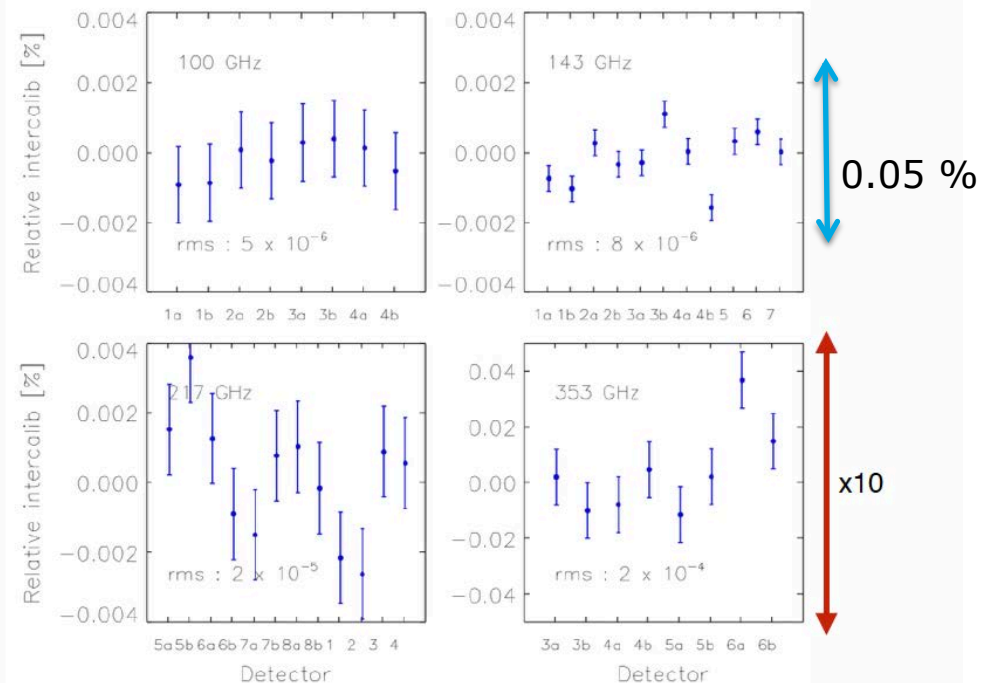 Relative intercalib [%]
0.004
0.002
0.000
−0.002
−0.004
100 GHz
rms : 5 x 10⁻⁶
1a 1b 2a 2b 3a 3b 4a 4b
0.004
0.002
0.000
−0.002
−0.004
143 GHz
rms : 8 x 10⁻⁶
1a 1b 2a 2b 3a 3b 4a 4b 5 6 7
0.05 %
Relative intercalib [%]
0.004
0.002
0.000
−0.002
−0.004
217 GHz
rms : 2 x 10⁻⁵
5a 5b 6a 6b 7a 7b 8a 8b 1 2 3 4
Detector
0.04
0.02
0.00
−0.02
−0.04
353 GHz
rms : 2 x 10⁻⁴
3a 3b 4a 4b 5a 5b 6a 6b
Detector
x10